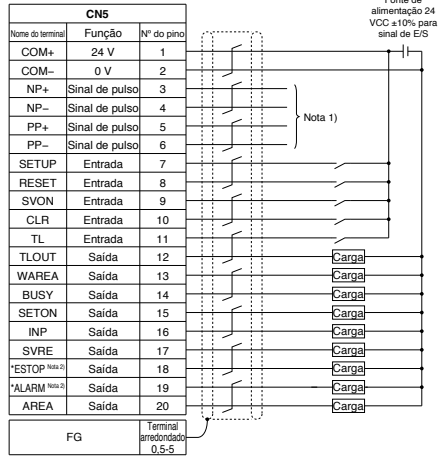 Fonte de
alimentação 24
VCC ±10% para
sinal de E/S
CN5
Nome do terminal Função Nº do pino
COM+ 24 V 1
COM– 0 V 2
NP+ Sinal de pulso 3
NP– Sinal de pulso 4
PP+ Sinal de pulso 5
PP– Sinal de pulso 6
Nota 1)
SETUP Entrada 7
RESET Entrada 8
SVON Entrada 9
CLR Entrada 10
TL Entrada 11
TLOUT Saída 12 Carga
WAREA Saída 13 Carga
BUSY Saída 14 Carga
SETON Saída 15 Carga
INP Saída 16 Carga
SVRE Saída 17 Carga
*ESTOP Nota 2) Saída 18 Carga
*ALARM Nota 2) Saída 19 Carga
AREA Saída 20 Carga
FG Terminal
arredondado
0,5-5